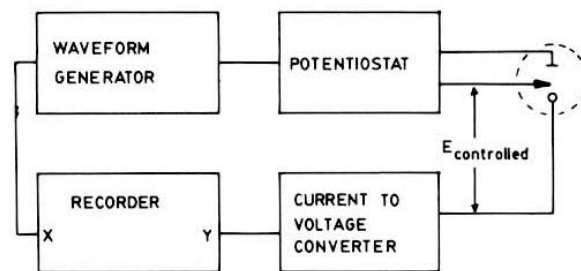 WAVEFORM
GENERATOR
POTENTIOSTAT
E controlled
RECORDER
X Y
CURRENT TO
VOLTAGE
CONVERTER